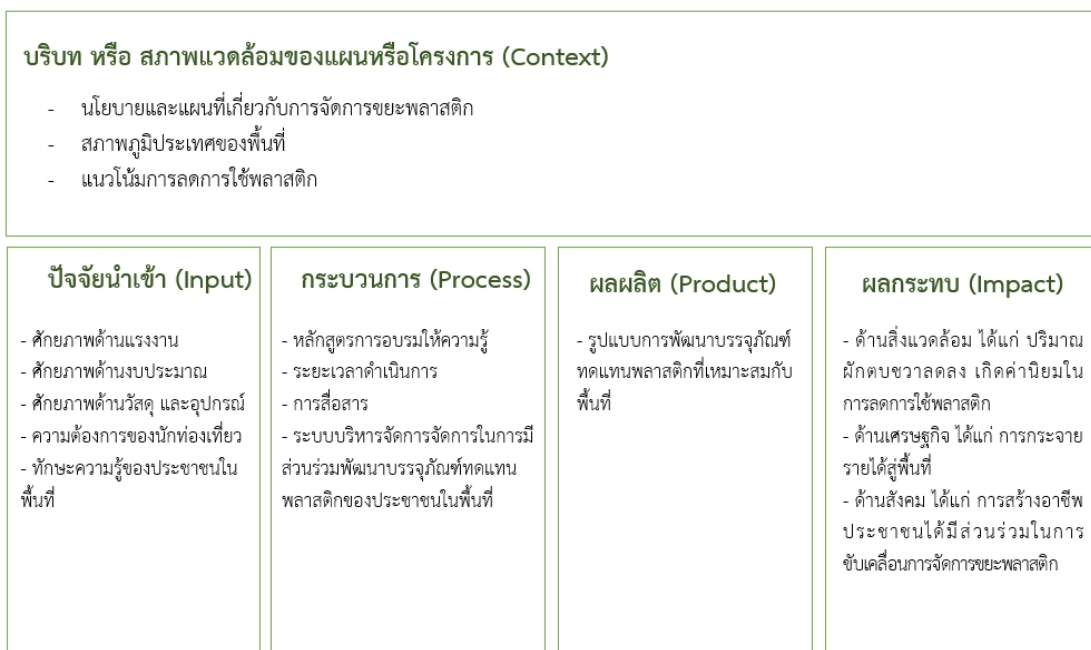 บริบท หรือ สภาพแวดล้อมของแผนหรือโครงการ (Context)
- นโยบายและแผนที่เกี่ยวกับการจัดการขยะพลาสติก
- สภาพภูมิประเทศของพื้นที่
- แนวโน้มการลดการใช้พลาสติก
ปัจจัยนำเข้า (Input)
- ศักยภาพด้านแรงงาน
- ศักยภาพด้านงบประมาณ
- ศักยภาพด้านวัสดุ และอุปกรณ์
- ความต้องการของนักท่องเที่ยว
- ทักษะความรู้ของประชาชนใน
พื้นที่
กระบวนการ (Process)
- หลักสูตรการอบรมให้ความรู้
- ระยะเวลาดำเนินการ
- การสื่อสาร
- ระบบบริหารจัดการจัดการในการมี
ส่วนร่วมพัฒนาบรรจุภัณฑ์ทดแทน
พลาสติกของประชาชนในพื้นที่
ผลผลิต (Product)
- รูปแบบการพัฒนาบรรจุภัณฑ์
ทดแทนพลาสติกที่เหมาะสมกับ
พื้นที่
ผลกระทบ (Impact)
- ด้านสิ่งแวดล้อม ได้แก่ ปริมาณ
ผักตบชวาลดลง เกิดค่านิยมใน
การลดการใช้พลาสติก
- ด้านเศรษฐกิจ ได้แก่ การกระจาย
รายได้สู่พื้นที่
- ด้านสังคม ได้แก่ การสร้างอาชีพ
ประชาชนได้มีส่วนร่วมในการ
ขับเคลื่อนการจัดการขยะพลาสติก